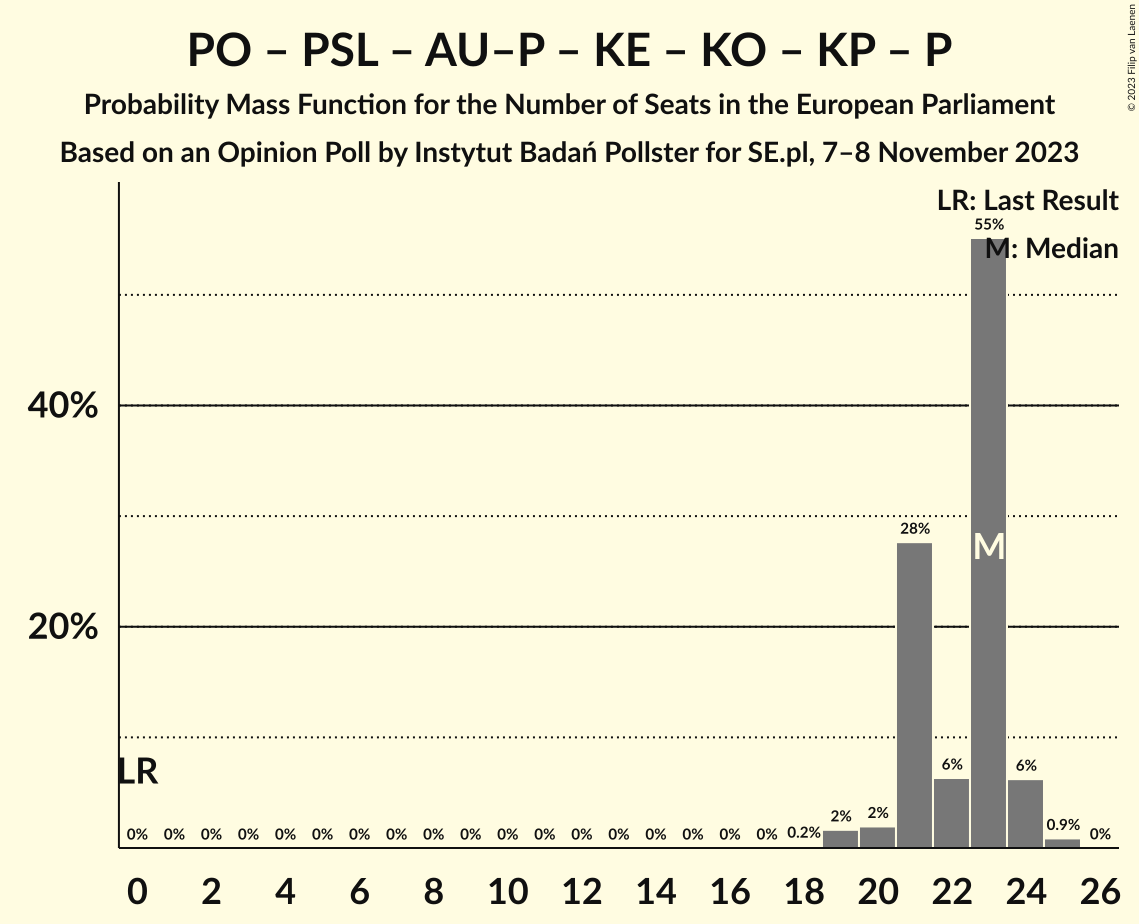 PO – PSL – AU–P – KE – KO – KP – P
Probability Mass Function for the Number of Seats in the European Parliament
Based on an Opinion Poll by Instytut Badań Pollster for SE.pl, 7–8 November 2023
© 2023 Filip van Laenen
LR: Last Result
M: Median
55%
40%
28%
M
20%
LR
6%
6%
0% 0% 0% 0% 0% 0% 0% 0% 0% 0% 0% 0% 0% 0% 0% 0% 0% 0% 0.2% 2% 2% 0.9% 0%
0 2 4 6 8 10 12 14 16 18 20 22 24 26